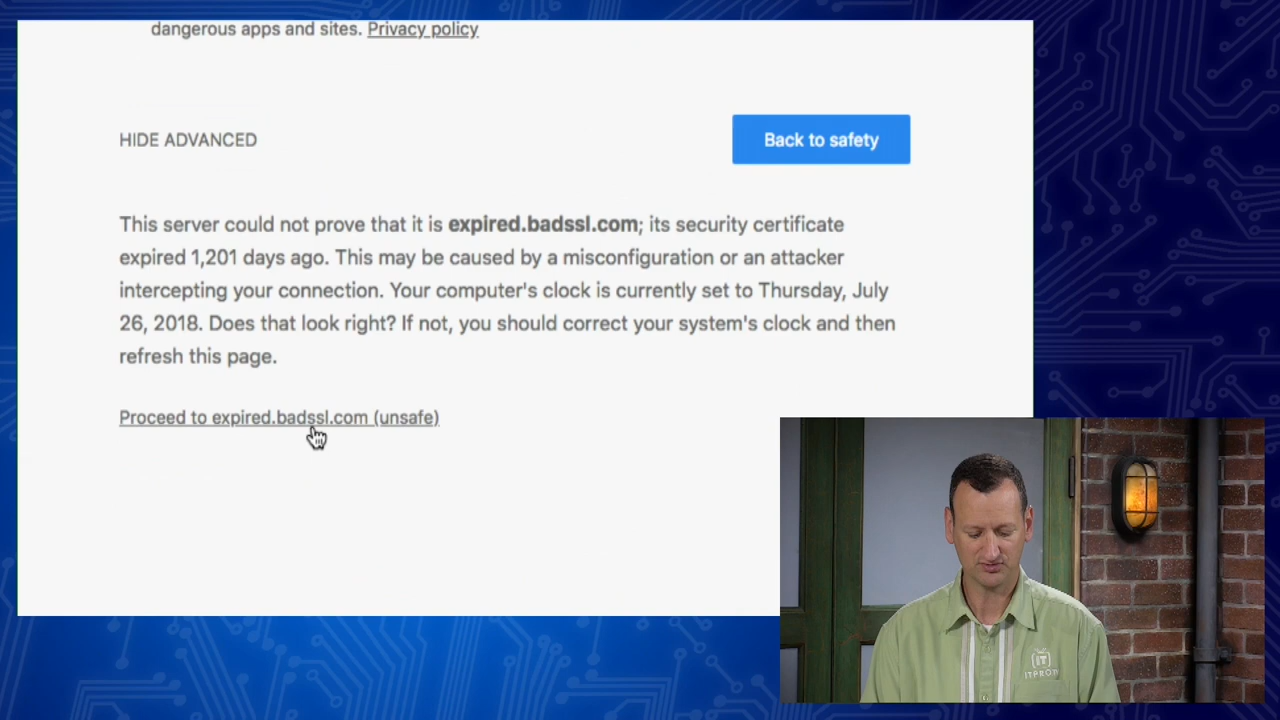 dangerous apps and sites. Privacy policy
HIDE ADVANCED
Back to safety
This server could not prove that it is expired.badssl.com; its security certificate
expired 1,201 days ago. This may be caused by a misconfiguration or an attacker
intercepting your connection. Your computer's clock is currently set to Thursday, July
26, 2018. Does that look right? If not, you should correct your system's clock and then
refresh this page.
Proceed to expired.badssl.com (unsafe)
IT
ITPROTV